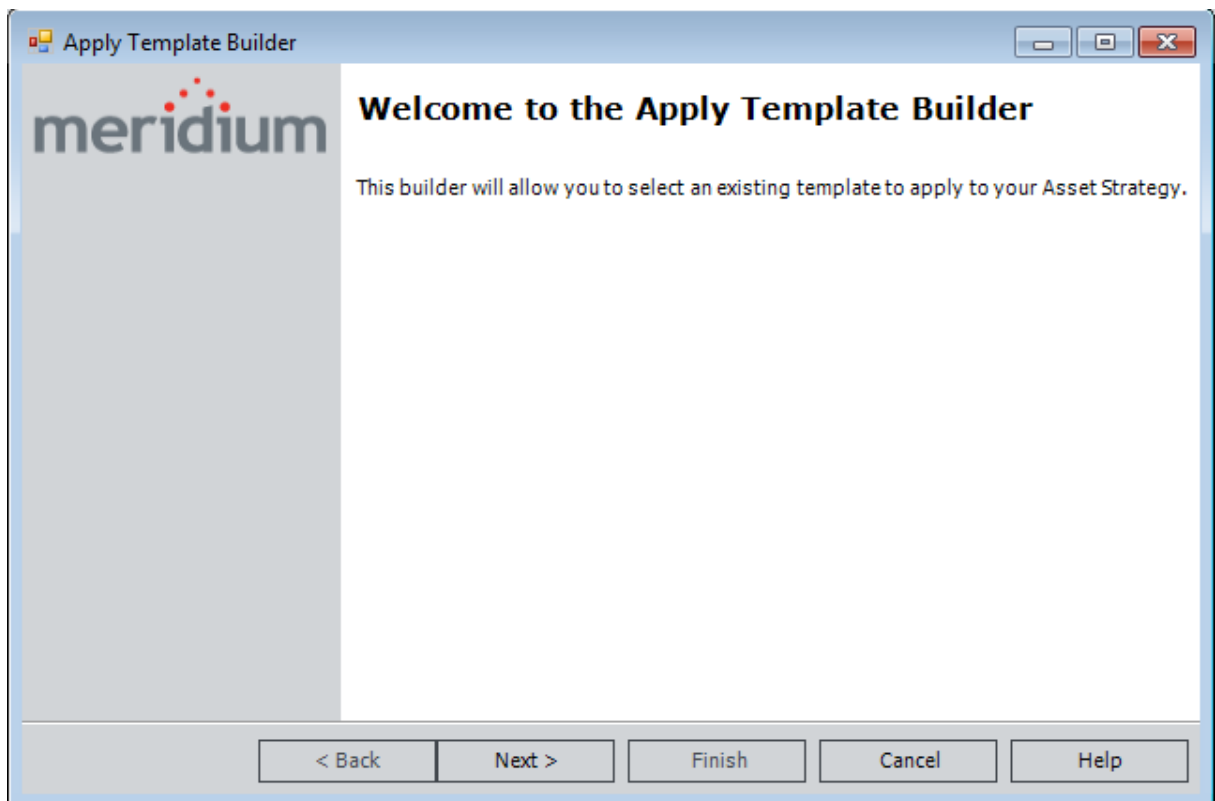 Apply Template Builder
meridium
Welcome to the Apply Template Builder
This builder will allow you to select an existing template to apply to your Asset Strategy.
< Back Next > Finish Cancel Help